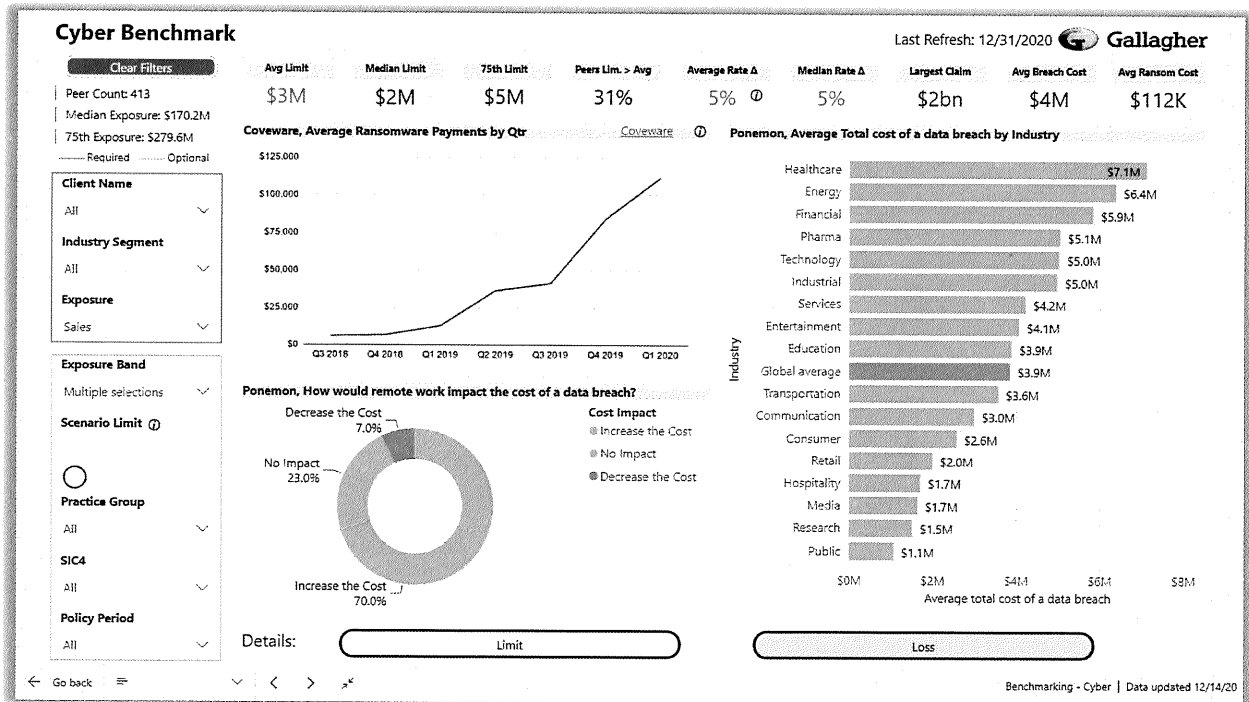 Cyber Benchmark
Last Refresh: 12/31/2020 Gallagher
Clear Filters
Peer Count: 413
Median Exposure: $170.2M
75th Exposure: $279.6M
Required Optional
Avg Limit
$3M
Median Limit
$2M
75th Limit
$5M
Peers Lim. > Avg
31%
Average Rate Δ
5%
Median Rate Δ
5%
Largest Claim
$2bn
Avg Breach Cost
$4M
Avg Ransom Cost
$112K
Client Name
All
Industry Segment
All
Exposure
Sales
Exposure Band
Multiple selections
Scenario Limit
Practice Group
All
SIC4
All
Policy Period
All
Coveware, Average Ransomware Payments by Qtr
Coveware
$125,000
$100,000
$75,000
$50,000
$25,000
$0
Q3 2018 Q4 2018 Q1 2019 Q2 2019 Q3 2019 Q4 2019 Q1 2020
Ponemon, How would remote work impact the cost of a data breach?
Decrease the Cost
7.0%
No Impact
23.0%
Increase the Cost
70.0%
Cost Impact
Increase the Cost
No Impact
Decrease the Cost
Ponemon, Average Total cost of a data breach by Industry
Industry
Healthcare $7.1M
Energy $6.4M
Financial $5.9M
Pharma $5.1M
Technology $5.0M
Industrial $5.0M
Services $4.2M
Entertainment $4.1M
Education $3.9M
Global average $3.9M
Transportation $3.6M
Communication $3.0M
Consumer $2.6M
Retail $2.0M
Hospitality $1.7M
Media $1.7M
Research $1.5M
Public $1.1M
$0M $2M $4M $6M $8M
Average total cost of a data breach
Details:
Limit
Loss
Go back
Benchmarking - Cyber | Data updated 12/14/20